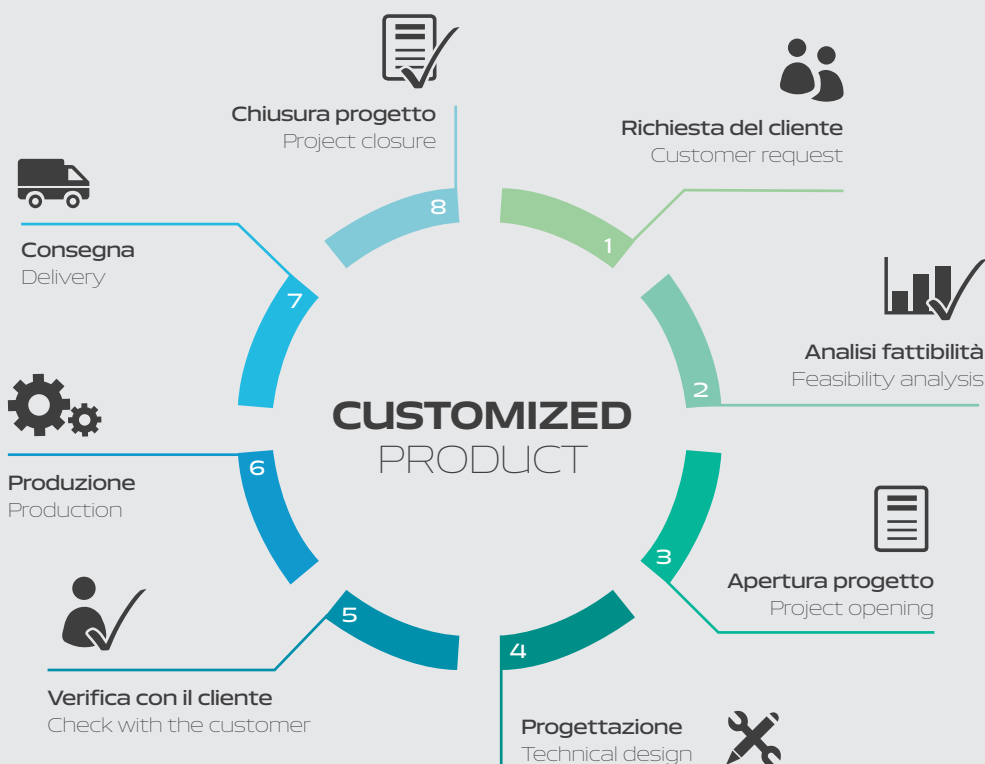 CUSTOMIZED
PRODUCT
1
Richiesta del cliente
Customer request
2
Analisi fattibilità
Feasibility analysis
3
Apertura progetto
Project opening
4
Progettazione
Technical design
5
Verifica con il cliente
Check with the customer
6
Produzione
Production
7
Consegna
Delivery
8
Chiusura progetto
Project closure